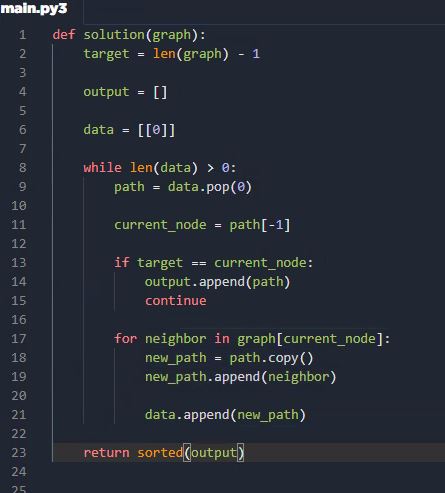 main.py3
1 def solution(graph):
2     target = len(graph) - 1
3
4     output = []
5
6     data = [[0]]
7
8     while len(data) > 0:
9         path = data.pop(0)
10
11         current_node = path[-1]
12
13         if target == current_node:
14             output.append(path)
15             continue
16
17         for neighbor in graph[current_node]:
18             new_path = path.copy()
19             new_path.append(neighbor)
20
21             data.append(new_path)
22
23     return sorted(output)
24
25